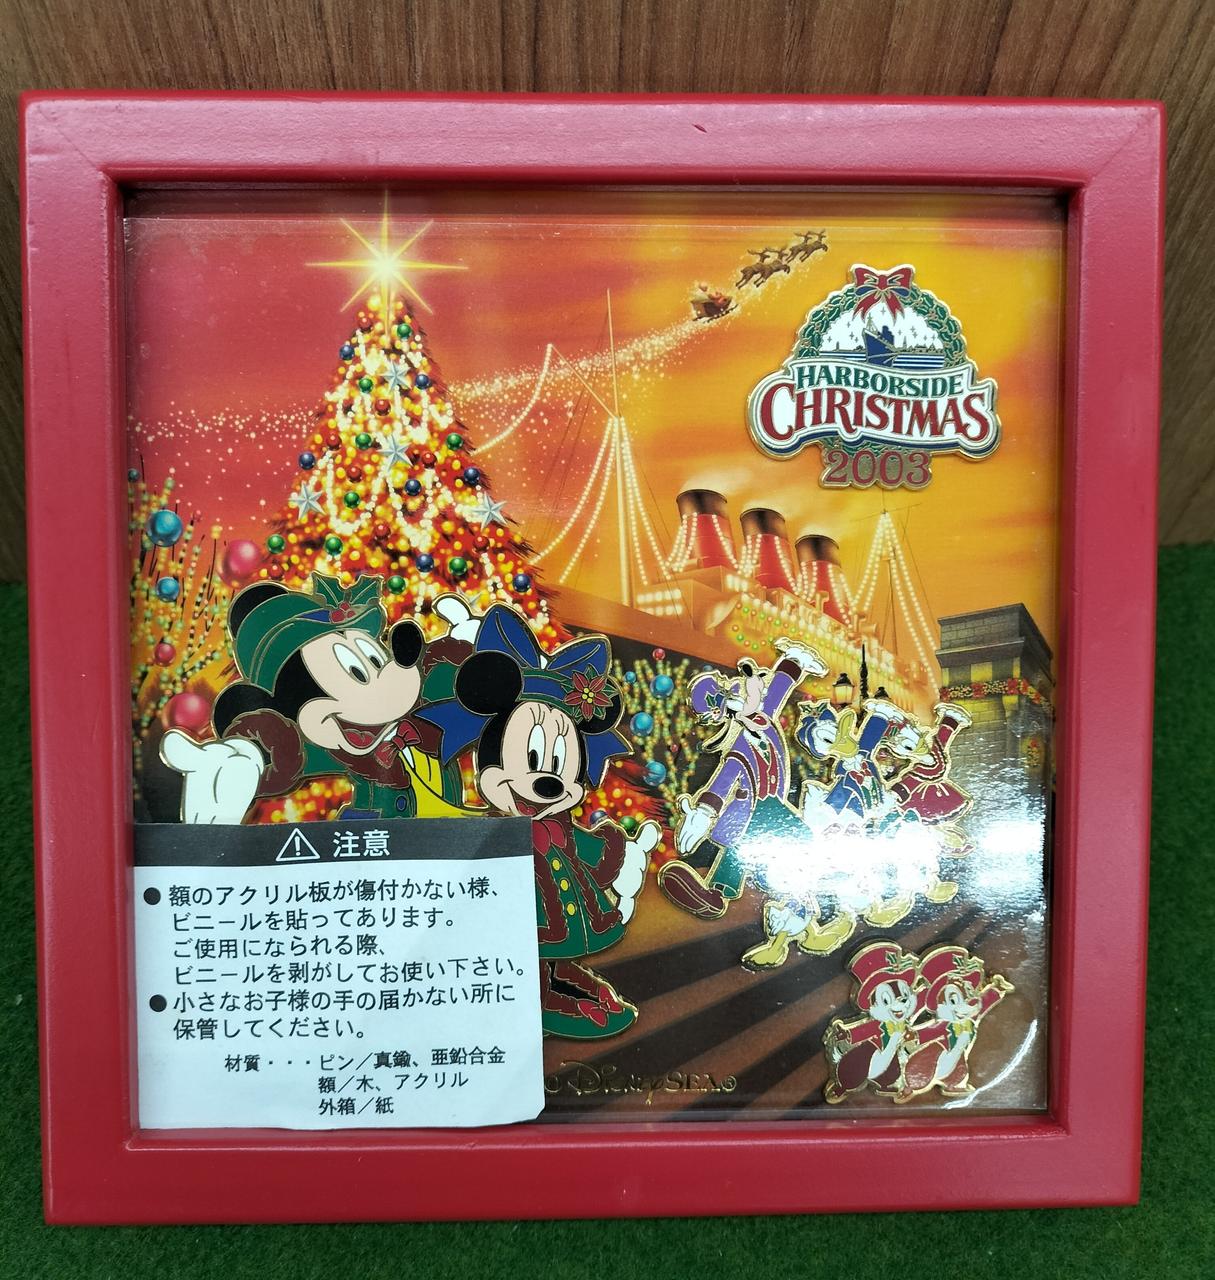 HARBORSIDE
CHRISTMAS
2003
注意
●額のアクリル板が傷付かない様、
ビニールを貼ってあります。
ご使用になられる際、
ビニールを剥がしてお使い下さい。
●小さなお子様の手の届かない所に
保管してください。
材質・・・ピン/真鍮、亜鉛合金
額/木、アクリル
外箱/紙
DISNEYSEA®